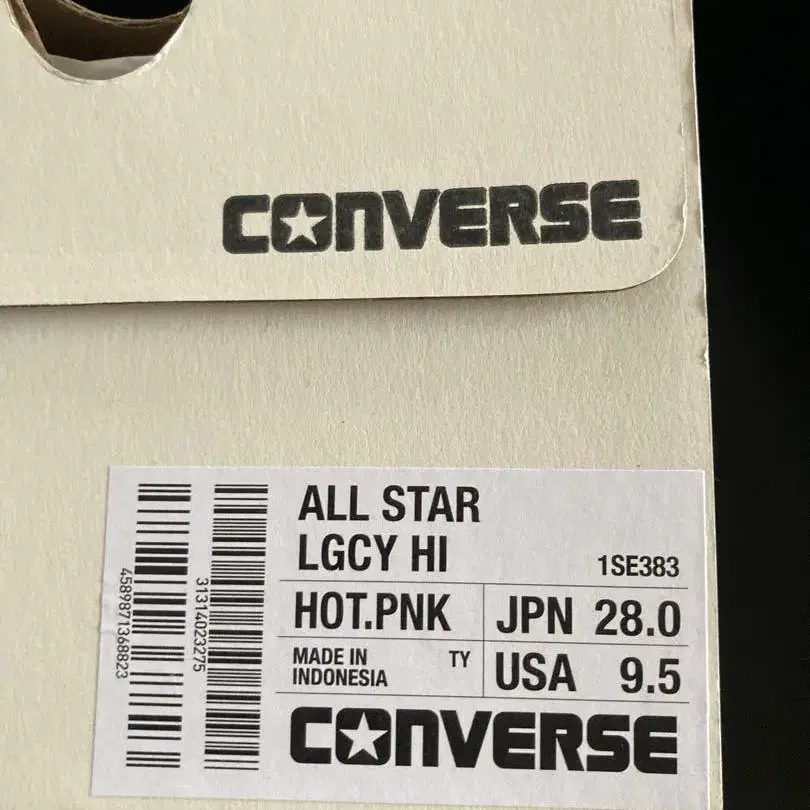 CONVERSE
ALL STAR
LGCY HI
1SE383
HOT.PNK
JPN 28.0
MADE IN
INDONESIA
TY
USA 9.5
CONVERSE
4589871368823
31314023275